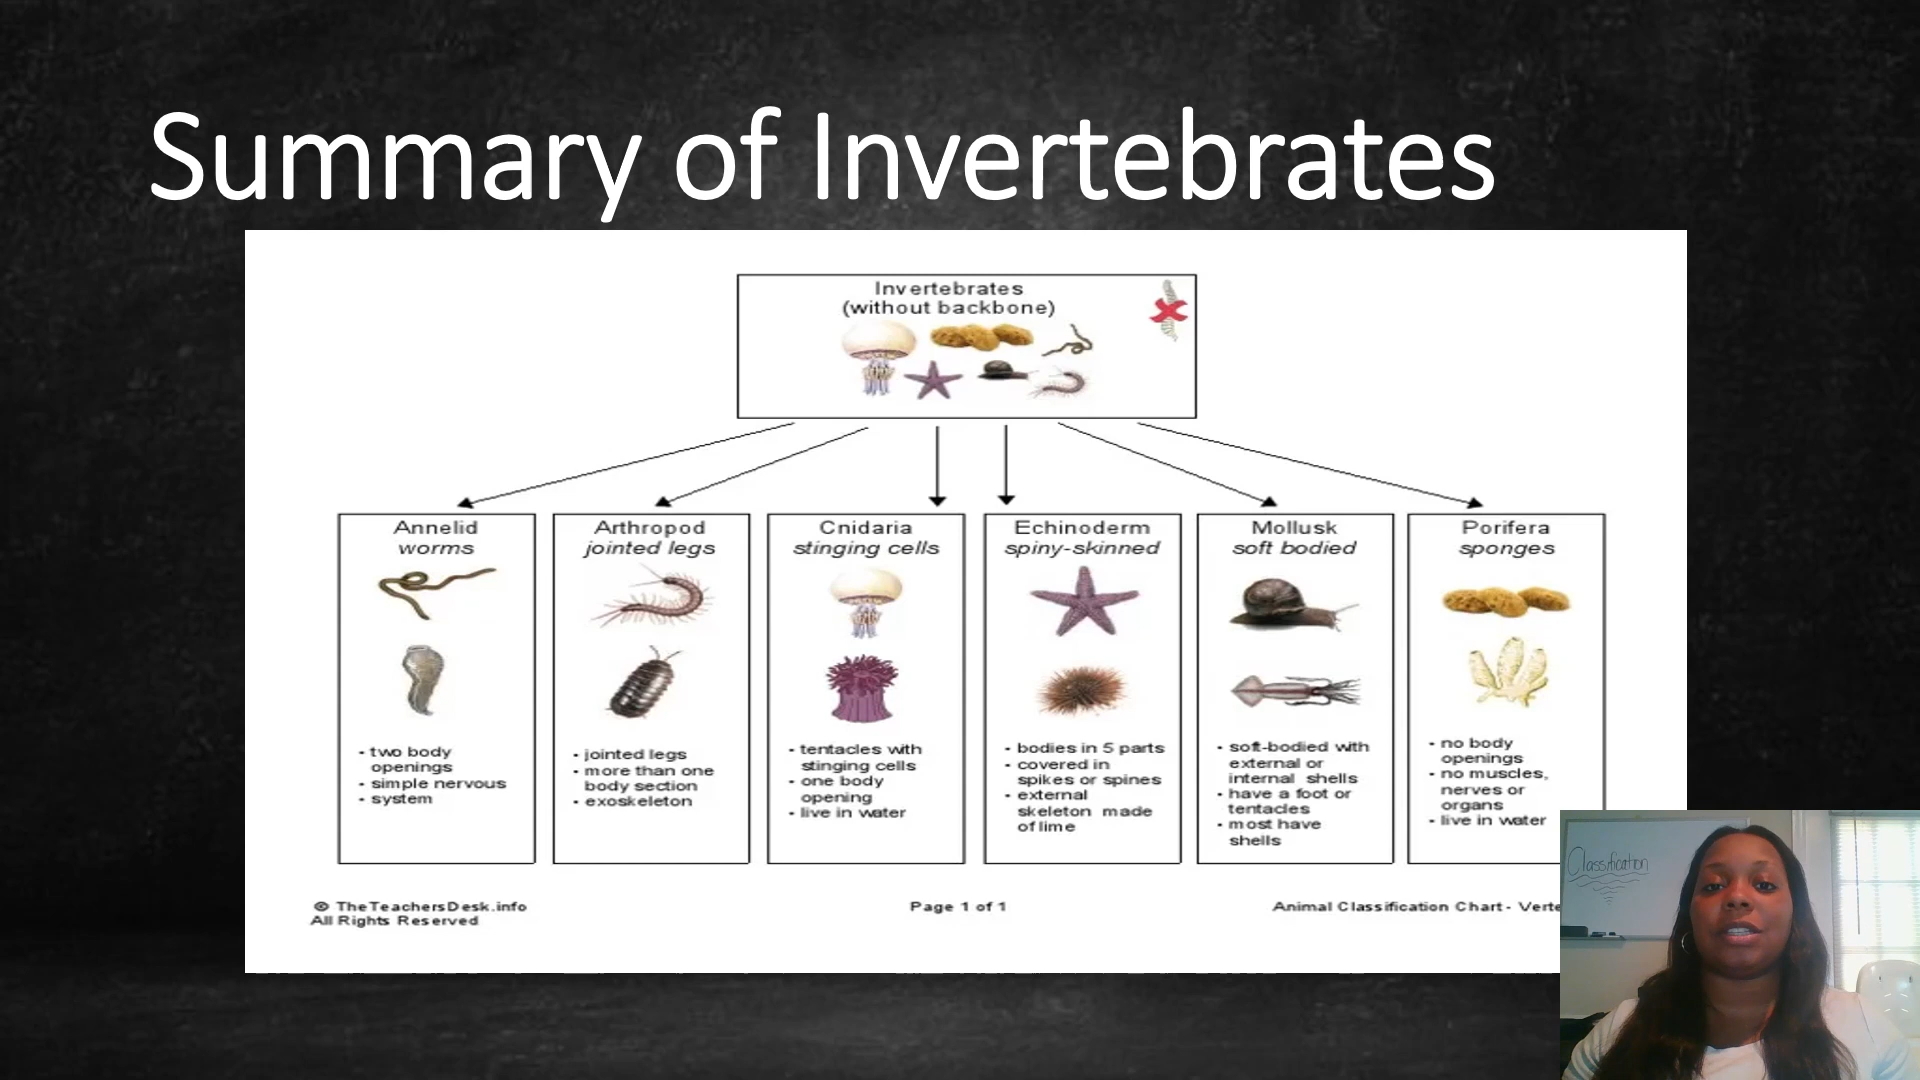 Summary of Invertebrates
Invertebrates
(without backbone)
Annelid
worms
• two body
openings
• simple nervous
• system
Arthropod
jointed legs
• jointed legs
• more than one
body section
• exoskeleton
Cnidaria
stinging cells
• tentacles with
stinging cells
• one body
opening
• live in water
Echinoderm
spiny-skinned
• bodies in 5 parts
• covered in
spikes or spines
• external
skeleton made
of lime
Mollusk
soft bodied
• soft-bodied with
external or
internal shells
• have a foot or
tentacles
• most have
shells
Porifera
sponges
• no body
openings
• no muscles,
nerves or
organs
• live in water
© TheTeachersDesk.info
All Rights Reserved
Page 1 of 1
Animal Classification Chart - Verte
Classification